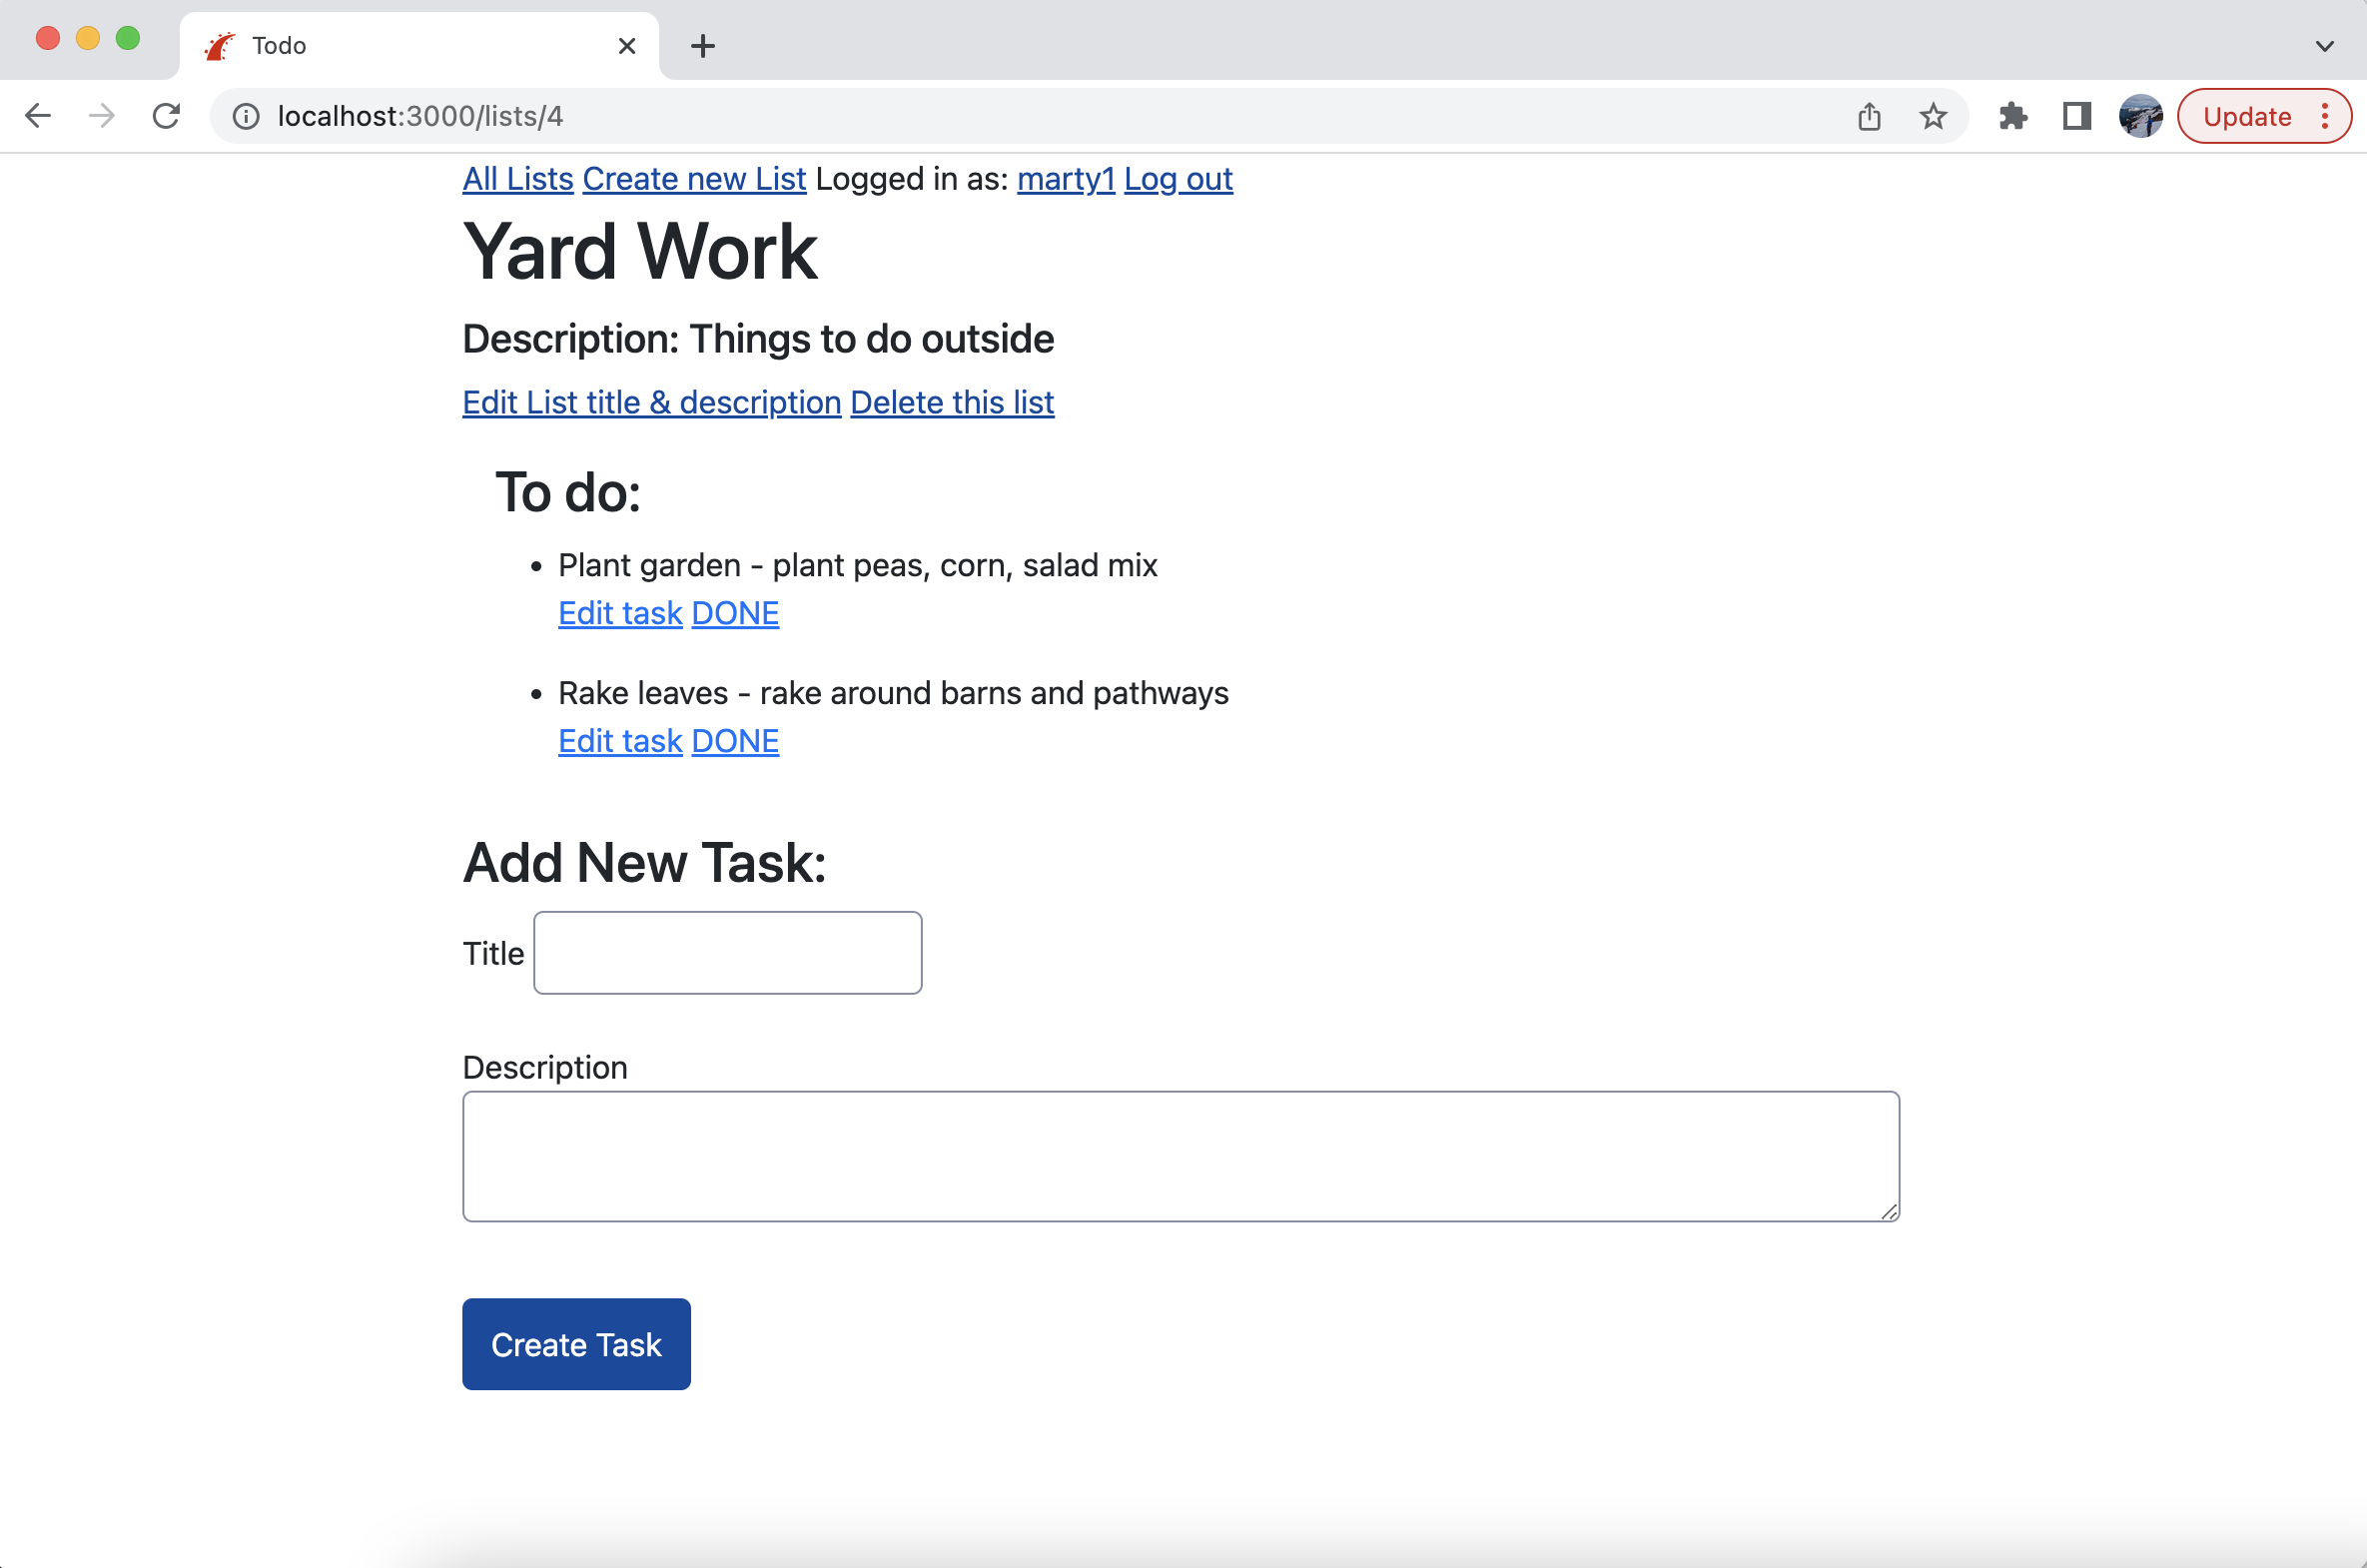 Todo
localhost:3000/lists/4
Update
All Lists Create new List Logged in as: marty1 Log out
Yard Work
Description: Things to do outside
Edit List title & description Delete this list
To do:
• Plant garden - plant peas, corn, salad mix
Edit task DONE
• Rake leaves - rake around barns and pathways
Edit task DONE
Add New Task:
Title
Description
Create Task